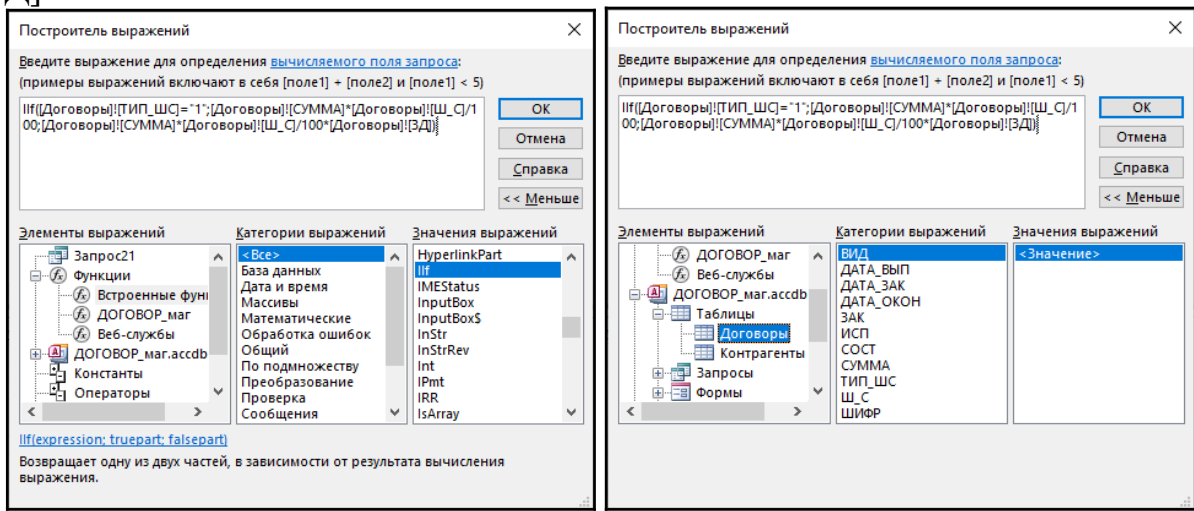 Построитель выражений
Введите выражение для определения вычисляемого поля запроса:
(примеры выражений включают в себя [поле1] + [поле2] и [поле1] < 5)
IIf([Договоры]![ТИП_ШС]="1";[Договоры]![СУММА]*[Договоры]![Ш_С]/1
00;[Договоры]![СУММА]*[Договоры]![Ш_С]/100*[Договоры]![ЗД])
ОК
Отмена
Справка
<< Меньше
Элементы выражений
Запрос21
Функции
Встроенные фун
ДОГОВОР_маг
Веб-службы
ДОГОВОР_маг.accdb
Константы
Операторы
Категории выражений
<Все>
База данных
Дата и время
Массивы
Математические
Обработка ошибок
Общий
По подмножеству
Преобразование
Проверка
Сообщения
Значения выражений
HyperlinkPart
IIf
IMEStatus
InputBox
InputBox$
InStr
InStrRev
Int
IPmt
IRR
IsArray
IIf(expression; truepart; falsepart)
Возвращает одну из двух частей, в зависимости от результата вычисления
выражения.
Построитель выражений
Введите выражение для определения вычисляемого поля запроса:
(примеры выражений включают в себя [поле1] + [поле2] и [поле1] < 5)
IIf([Договоры]![ТИП_ШС]="1";[Договоры]![СУММА]*[Договоры]![Ш_С]/1
00;[Договоры]![СУММА]*[Договоры]![Ш_С]/100*[Договоры]![ЗД])
ОК
Отмена
Справка
<< Меньше
Элементы выражений
ДОГОВОР_маг
Веб-службы
ДОГОВОР_маг.accdb
Таблицы
Договоры
Контрагенты
Запросы
Формы
Категории выражений
ВИД
ДАТА_ВЫП
ДАТА_ЗАК
ДАТА_ОКОН
ЗАК
ИСП
СОСТ
СУММА
ТИП_ШС
Ш_С
ШИФР
Значения выражений
<Значение>